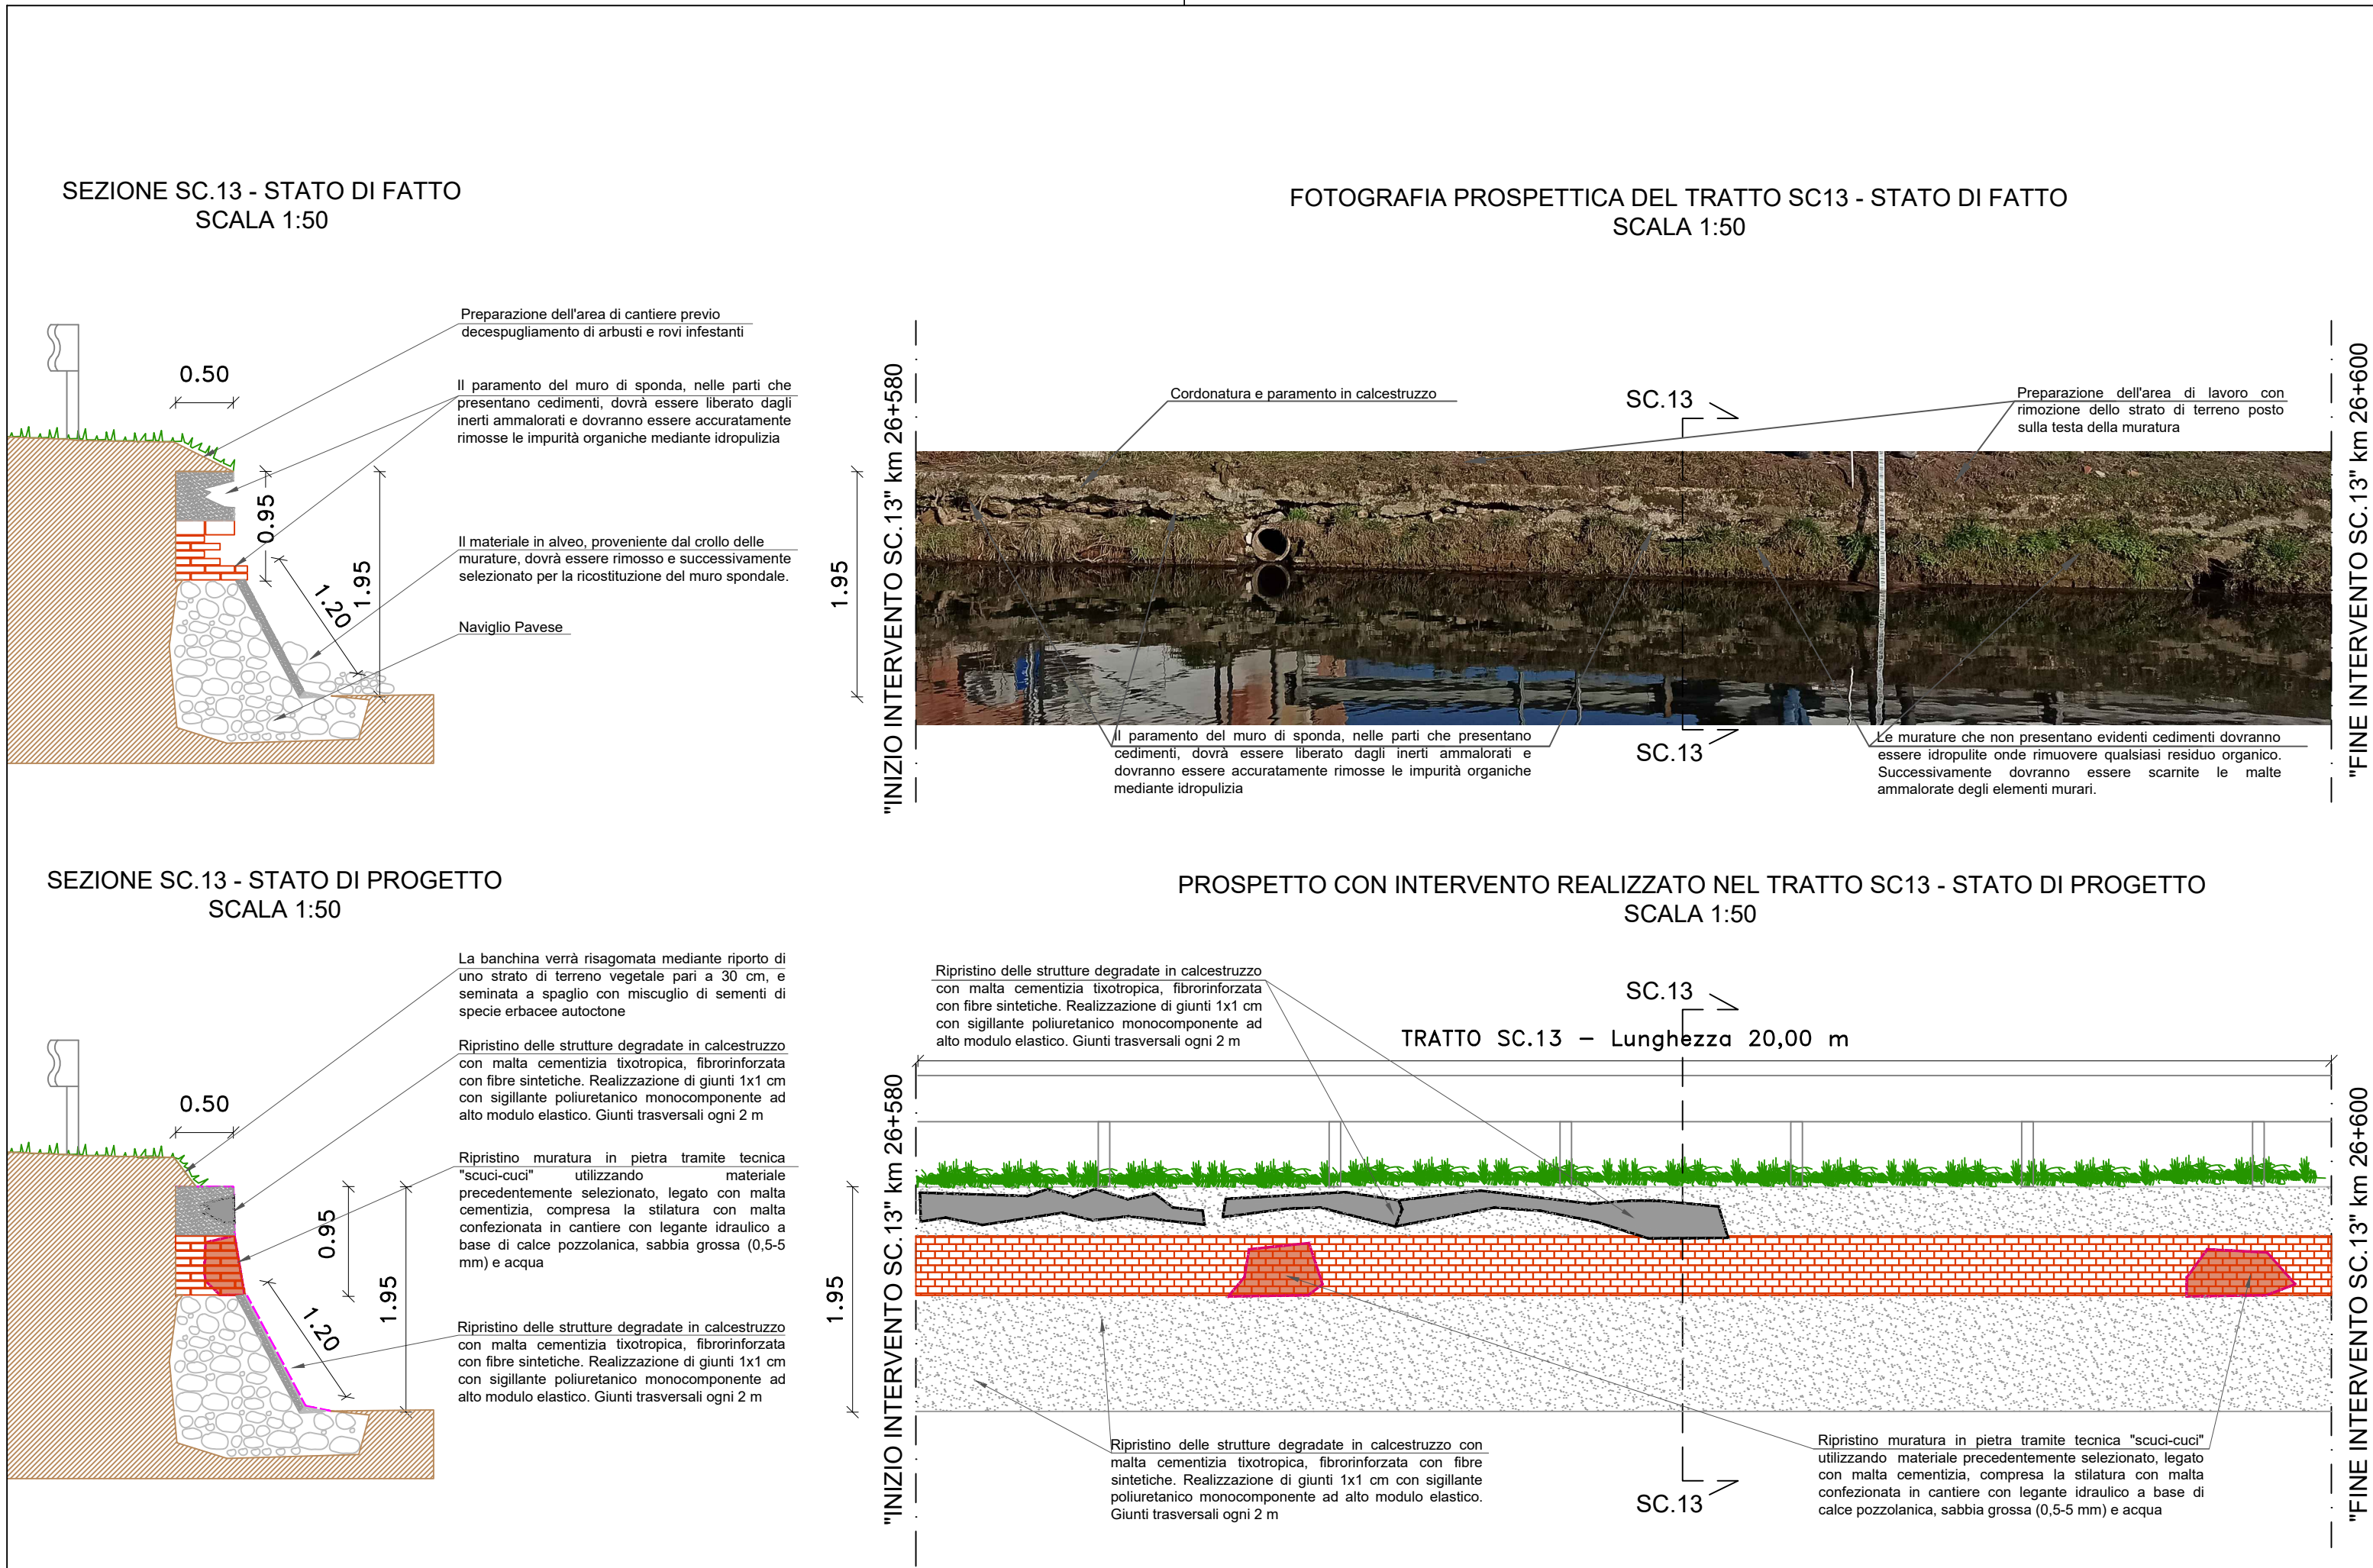 SEZIONE SC.13 - STATO DI FATTO
SCALA 1:50
FOTOGRAFIA PROSPETTICA DEL TRATTO SC13 - STATO DI FATTO
SCALA 1:50
Preparazione dell'area di cantiere previo
decespugliamento di arbusti e rovi infestanti
Il paramento del muro di sponda, nelle parti che
presentano cedimenti, dovrà essere liberato dagli
inerti ammalorati e dovranno essere accuratamente
rimosse le impurità organiche mediante idropulizia
Il materiale in alveo, proveniente dal crollo delle
murature, dovrà essere rimosso e successivamente
selezionato per la ricostituzione del muro spondale.
Naviglio Pavese
0.50
0.95
1.20
1.95
1.95
"INIZIO INTERVENTO SC.13" km 26+580
Cordonatura e paramento in calcestruzzo
SC.13
Preparazione dell'area di lavoro con
rimozione dello strato di terreno posto
sulla testa della muratura
"FINE INTERVENTO SC.13" km 26+600
Il paramento del muro di sponda, nelle parti che presentano
cedimenti, dovrà essere liberato dagli inerti ammalorati e
dovranno essere accuratamente rimosse le impurità organiche
mediante idropulizia
SC.13
Le murature che non presentano evidenti cedimenti dovranno
essere idropulite onde rimuovere qualsiasi residuo organico.
Successivamente dovranno essere scarnite le malte
ammalorate degli elementi murari.
SEZIONE SC.13 - STATO DI PROGETTO
SCALA 1:50
PROSPETTO CON INTERVENTO REALIZZATO NEL TRATTO SC13 - STATO DI PROGETTO
SCALA 1:50
La banchina verrà risagomata mediante riporto di
uno strato di terreno vegetale pari a 30 cm, e
seminata a spaglio con miscuglio di sementi di
specie erbacee autoctone
Ripristino delle strutture degradate in calcestruzzo
con malta cementizia tixotropica, fibrorinforzata
con fibre sintetiche. Realizzazione di giunti 1x1 cm
con sigillante poliuretanico monocomponente ad
alto modulo elastico. Giunti trasversali ogni 2 m
Ripristino muratura in pietra tramite tecnica
"scuci-cuci" utilizzando materiale
precedentemente selezionato, legato con malta
cementizia, compresa la stilatura con malta
confezionata in cantiere con legante idraulico a
base di calce pozzolanica, sabbia grossa (0,5-5
mm) e acqua
Ripristino delle strutture degradate in calcestruzzo
con malta cementizia tixotropica, fibrorinforzata
con fibre sintetiche. Realizzazione di giunti 1x1 cm
con sigillante poliuretanico monocomponente ad
alto modulo elastico. Giunti trasversali ogni 2 m
0.50
0.95
1.20
1.95
1.95
"INIZIO INTERVENTO SC.13" km 26+580
Ripristino delle strutture degradate in calcestruzzo
con malta cementizia tixotropica, fibrorinforzata
con fibre sintetiche. Realizzazione di giunti 1x1 cm
con sigillante poliuretanico monocomponente ad
alto modulo elastico. Giunti trasversali ogni 2 m
SC.13
TRATTO SC.13 – Lunghezza 20,00 m
"FINE INTERVENTO SC.13" km 26+600
Ripristino delle strutture degradate in calcestruzzo con
malta cementizia tixotropica, fibrorinforzata con fibre
sintetiche. Realizzazione di giunti 1x1 cm con sigillante
poliuretanico monocomponente ad alto modulo elastico.
Giunti trasversali ogni 2 m
SC.13
Ripristino muratura in pietra tramite tecnica "scuci-cuci"
utilizzando materiale precedentemente selezionato, legato
con malta cementizia, compresa la stilatura con malta
confezionata in cantiere con legante idraulico a base di
calce pozzolanica, sabbia grossa (0,5-5 mm) e acqua